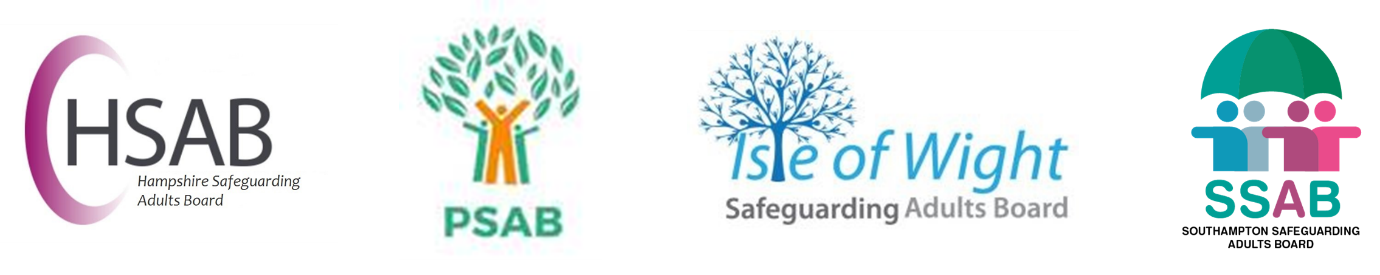 HSAB
Hampshire Safeguarding
Adults Board
PSAB
Isle of Wight
Safeguarding Adults Board
SSAB
SOUTHAMPTON SAFEGUARDING
ADULTS BOARD